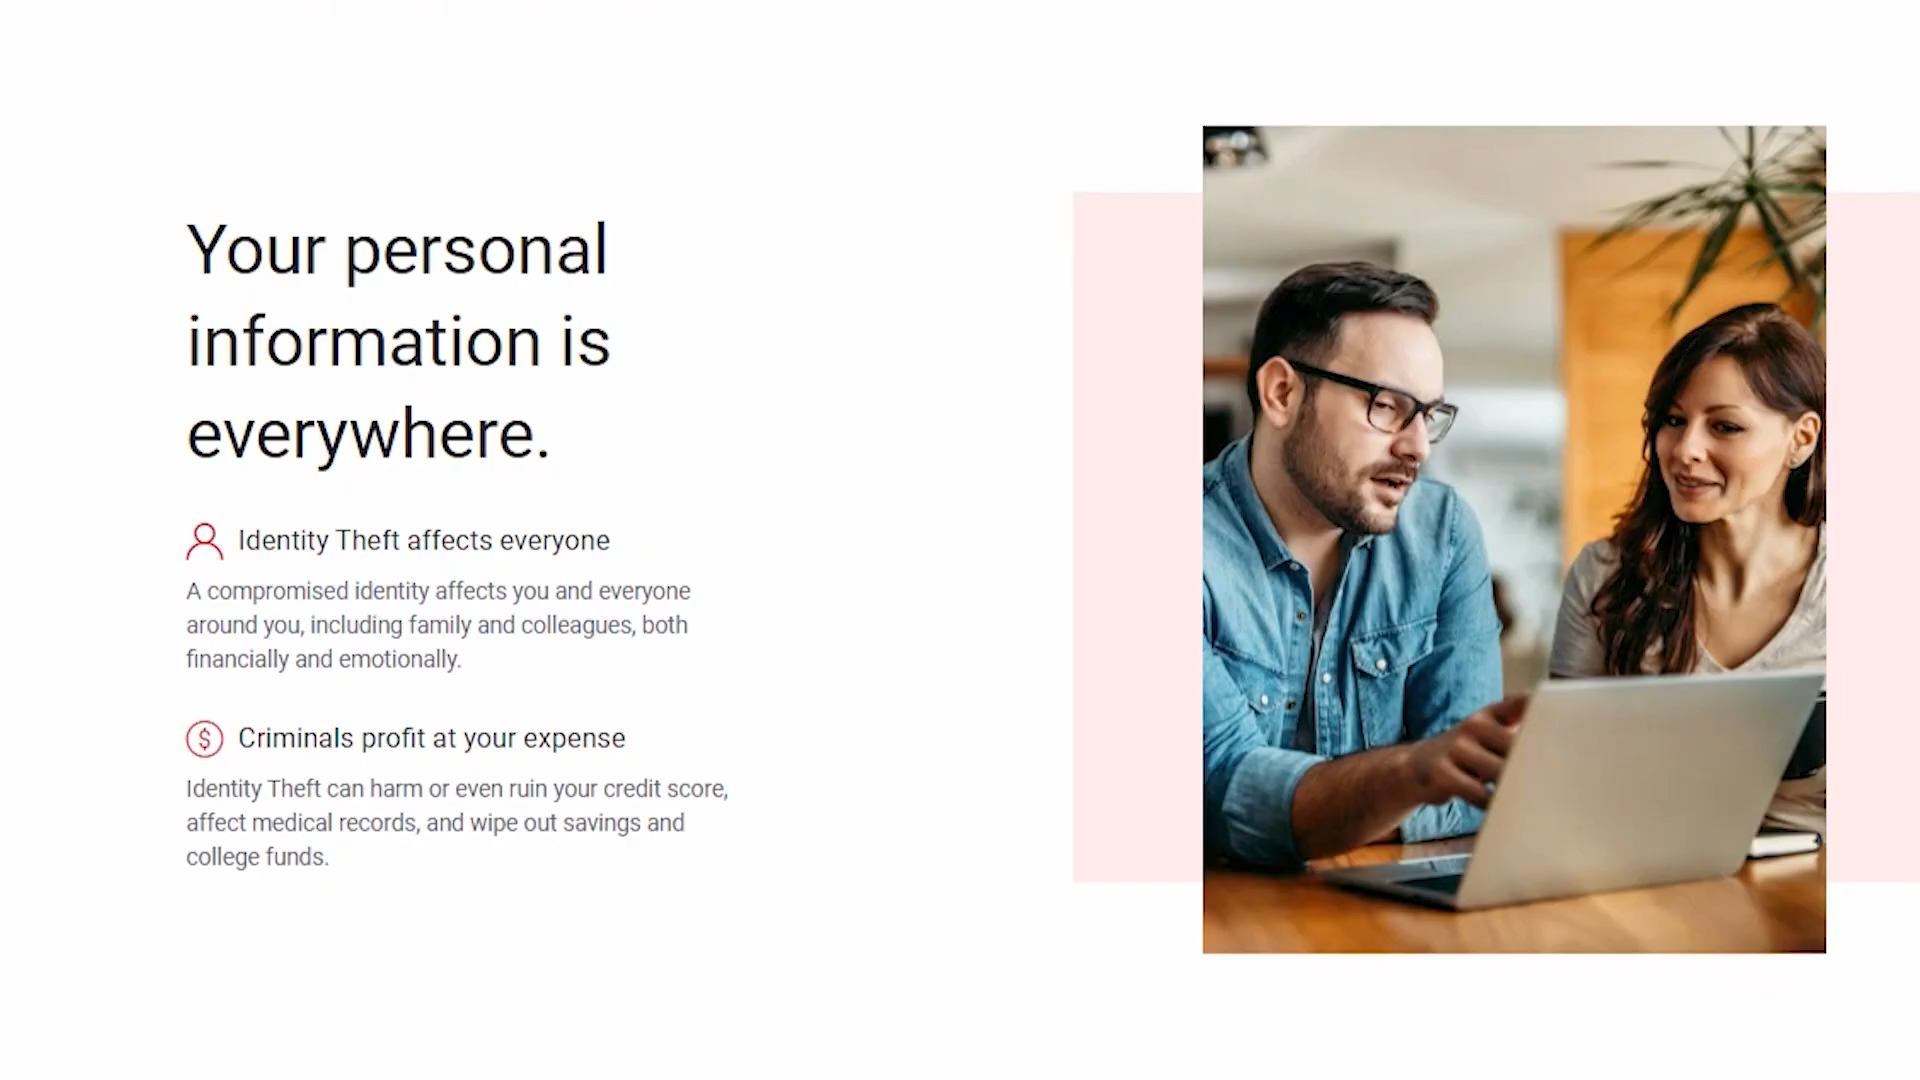 Your personal
information is
everywhere.
Identity Theft affects everyone
A compromised identity affects you and everyone
around you, including family and colleagues, both
financially and emotionally.
$ Criminals profit at your expense
Identity Theft can harm or even ruin your credit score,
affect medical records, and wipe out savings and
college funds.